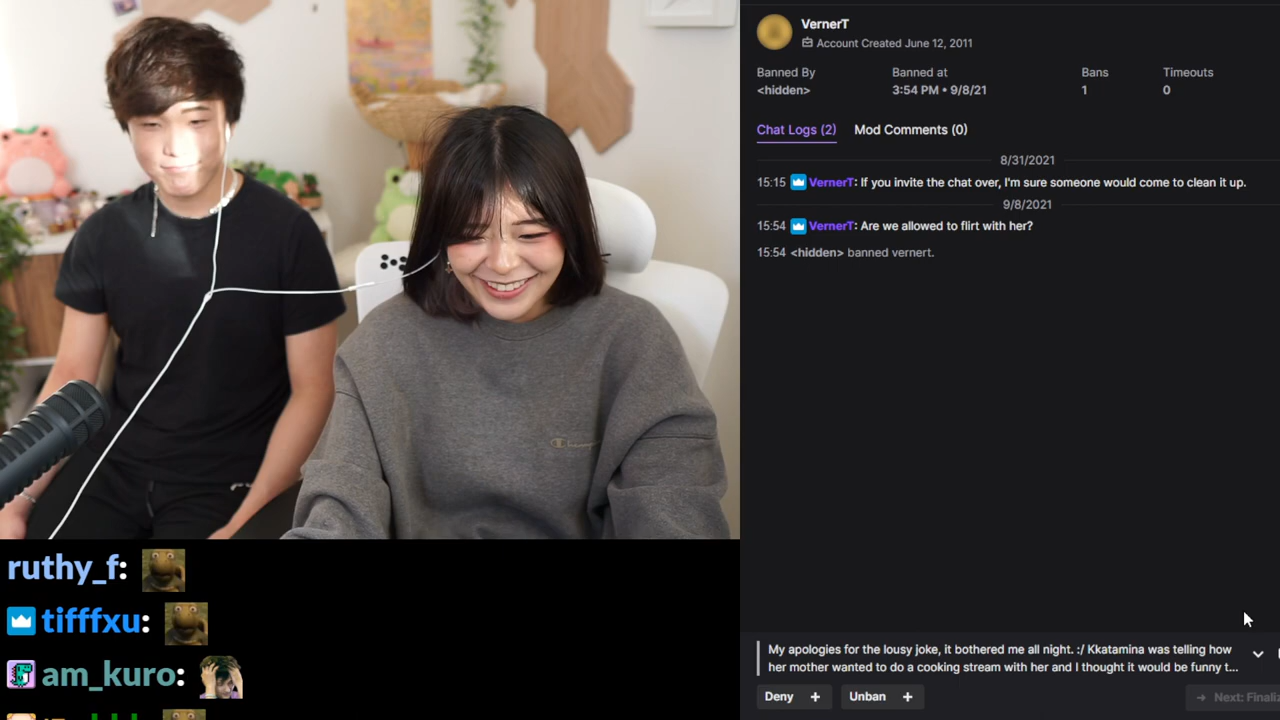 VernerT
Account Created June 12, 2011
Banned By
Banned at
Bans
Timeouts
<hidden>
3:54 PM • 9/8/21
1
0
Chat Logs (2)
Mod Comments (0)
8/31/2021
15:15 VernerT: If you invite the chat over, I'm sure someone would come to clean it up.
9/8/2021
15:54 VernerT: Are we allowed to flirt with her?
15:54 <hidden> banned vernert.
My apologies for the lousy joke, it bothered me all night. :/ Kkatamina was telling how
her mother wanted to do a cooking stream with her and I thought it would be funny t...
Deny +
Unban +
→ Next: Finali
ruthy_f:
tifffxu:
am_kuro: